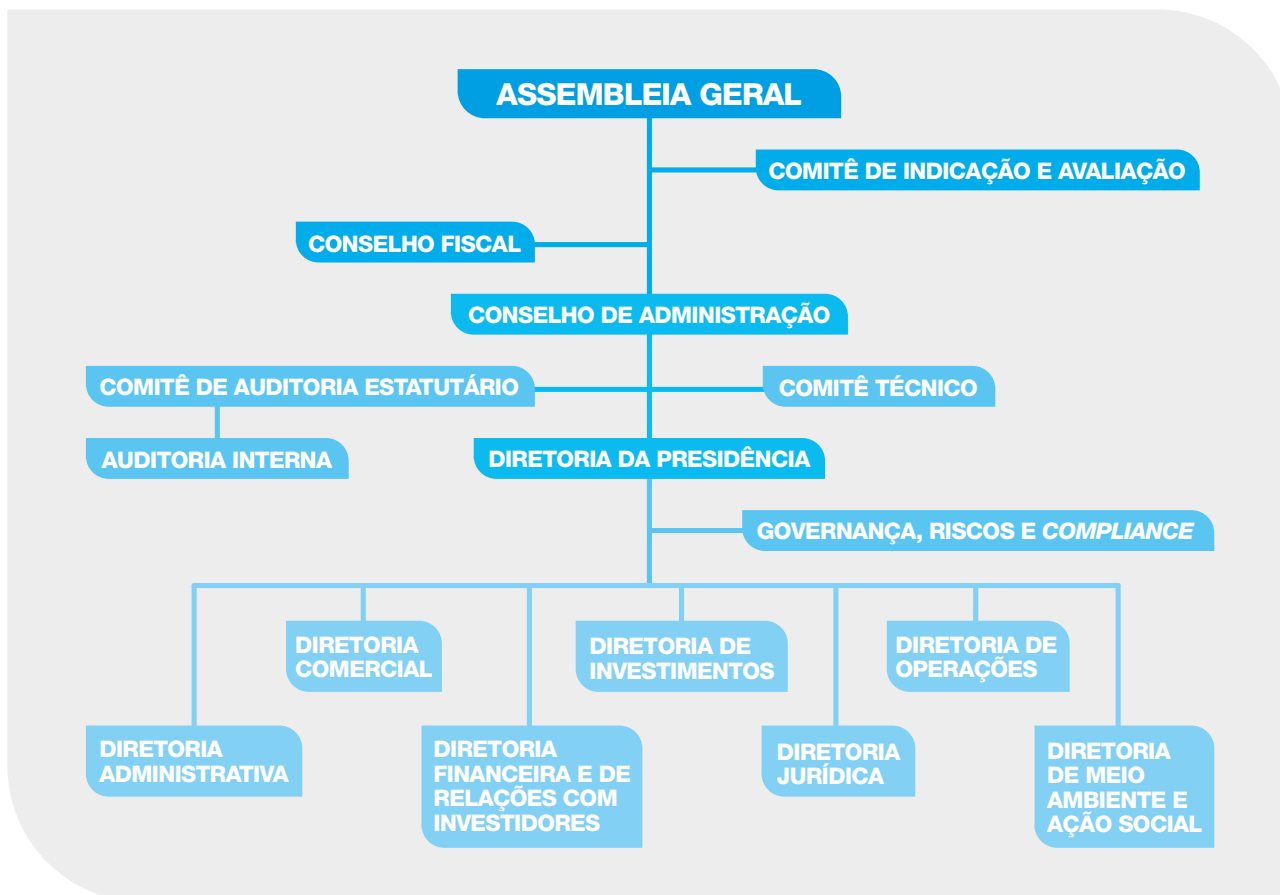 ASSEMBLEIA GERAL
COMITÊ DE INDICAÇÃO E AVALIAÇÃO
CONSELHO FISCAL
CONSELHO DE ADMINISTRAÇÃO
COMITÊ DE AUDITORIA ESTATUTÁRIO
COMITÊ TÉCNICO
AUDITORIA INTERNA
DIRETORIA DA PRESIDÊNCIA
GOVERNANÇA, RISCOS E COMPLIANCE
DIRETORIA
COMERCIAL
DIRETORIA DE
INVESTIMENTOS
DIRETORIA DE
OPERAÇÕES
DIRETORIA
ADMINISTRATIVA
DIRETORIA
FINANCEIRA E DE
RELAÇÕES COM
INVESTIDORES
DIRETORIA
JURÍDICA
DIRETORIA
DE MEIO
AMBIENTE E
AÇÃO SOCIAL